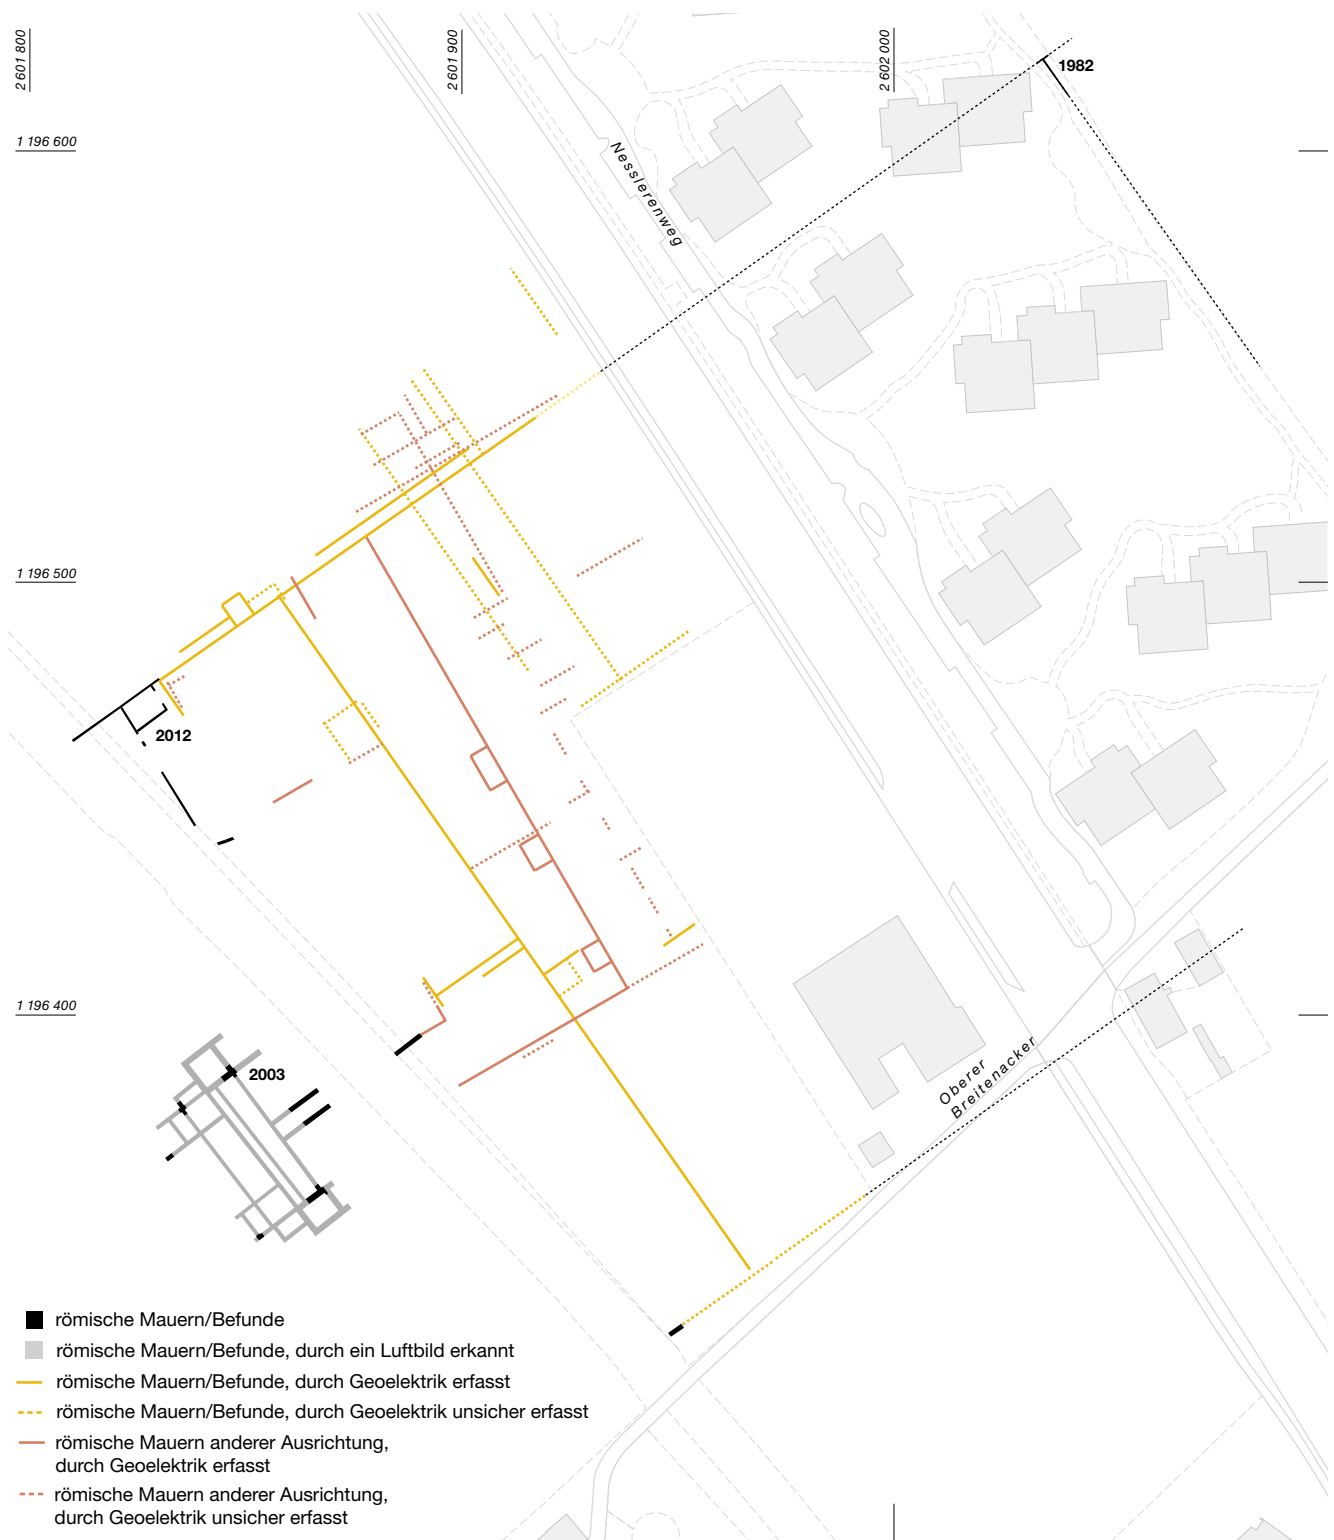 2 601 800
2 601 900
2 602 000
1982
1 196 600
Nesslerenweg
1 196 500
2012
1 196 400
2003
Oberer
Breitenacker
römische Mauern/Befunde
römische Mauern/Befunde, durch ein Luftbild erkannt
römische Mauern/Befunde, durch Geoelektrik erfasst
römische Mauern/Befunde, durch Geoelektrik unsicher erfasst
römische Mauern anderer Ausrichtung,
durch Geoelektrik erfasst
römische Mauern anderer Ausrichtung,
durch Geoelektrik unsicher erfasst